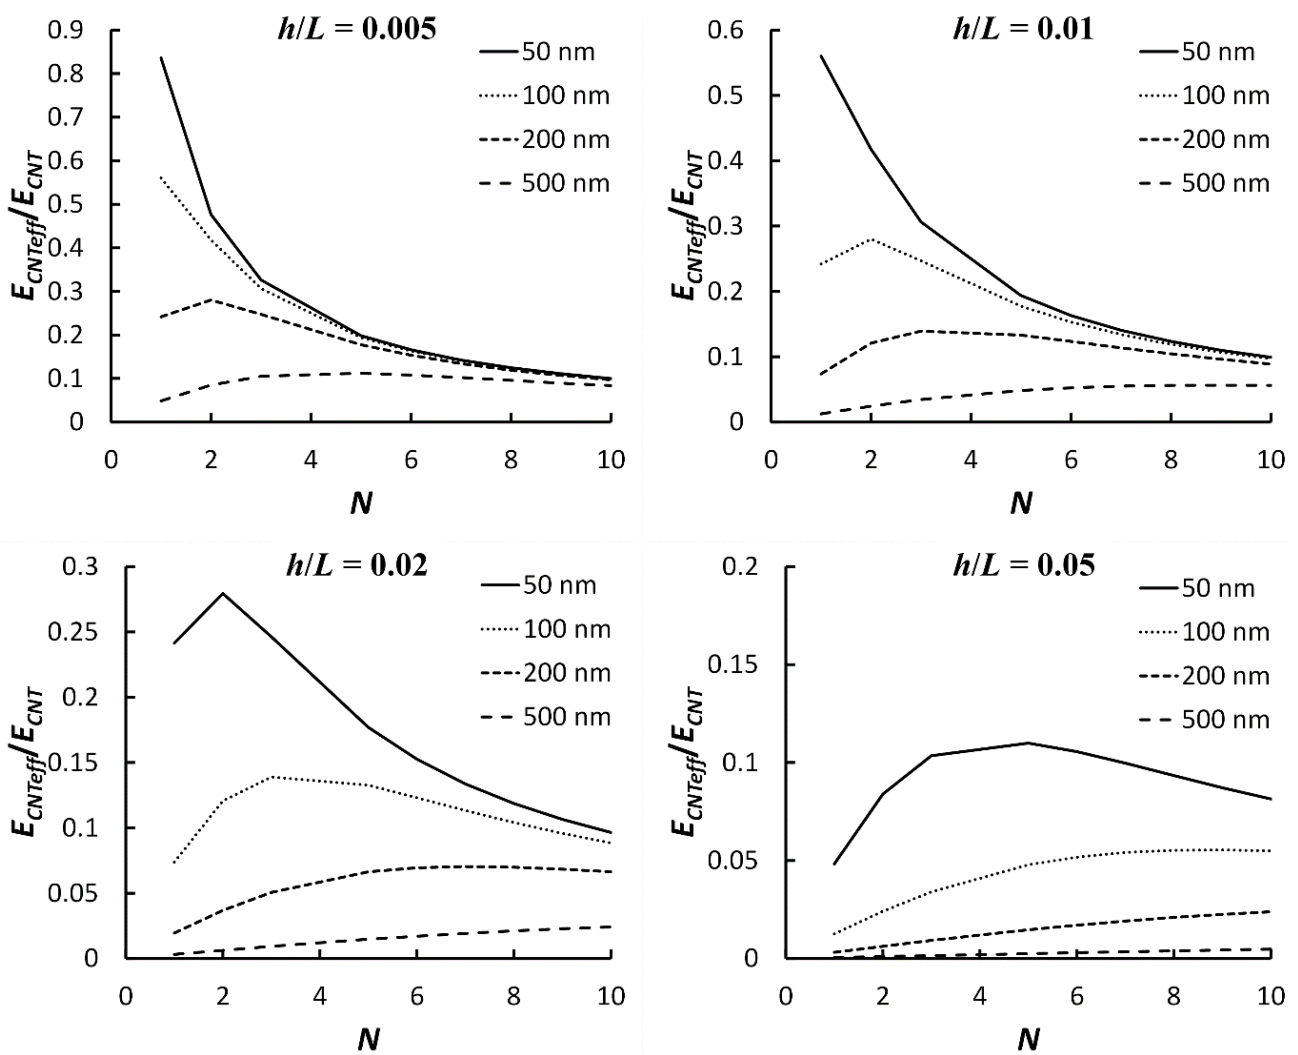 h/L = 0.005
0.9
0.8
0.7
0.6
0.5
0.4
0.3
0.2
0.1
0
E_CNTeff/E_CNT
50 nm
100 nm
200 nm
500 nm
0 2 4 6 8 10
N
h/L = 0.01
0.6
0.5
0.4
0.3
0.2
0.1
0
E_CNTeff/E_CNT
50 nm
100 nm
200 nm
500 nm
0 2 4 6 8 10
N
h/L = 0.02
0.3
0.25
0.2
0.15
0.1
0.05
0
E_CNTeff/E_CNT
50 nm
100 nm
200 nm
500 nm
0 2 4 6 8 10
N
h/L = 0.05
0.2
0.15
0.1
0.05
0
E_CNTeff/E_CNT
50 nm
100 nm
200 nm
500 nm
0 2 4 6 8 10
N